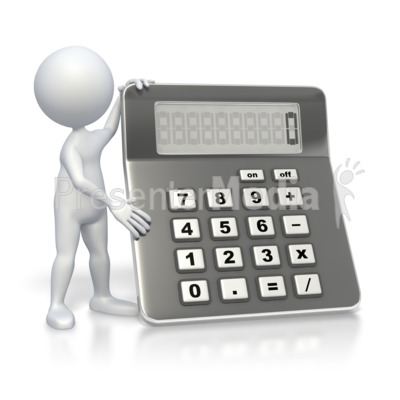 0
on off
7 8 9 +
PresenterMedia
4 5 6 −
1 2 3 x
0 . = /